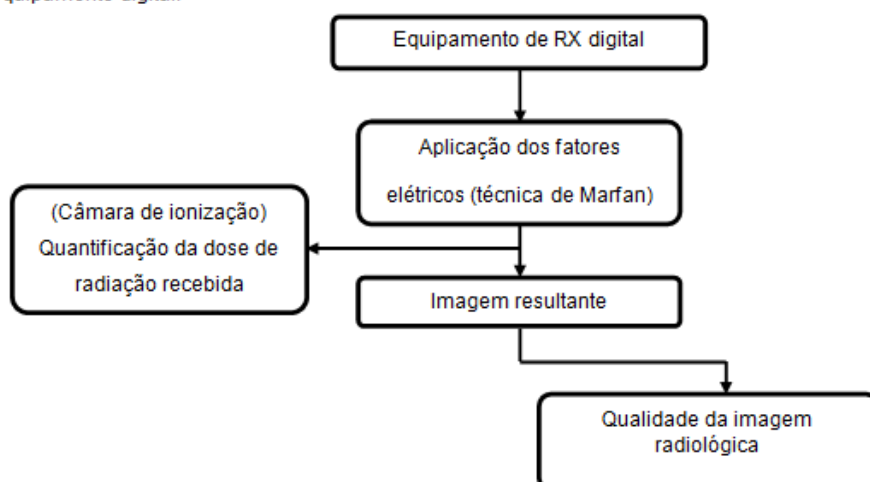 Equipamento de RX digital
Aplicação dos fatores
elétricos (técnica de Marfan)
(Câmara de ionização)
Quantificação da dose de
radiação recebida
Imagem resultante
Qualidade da imagem
radiológica